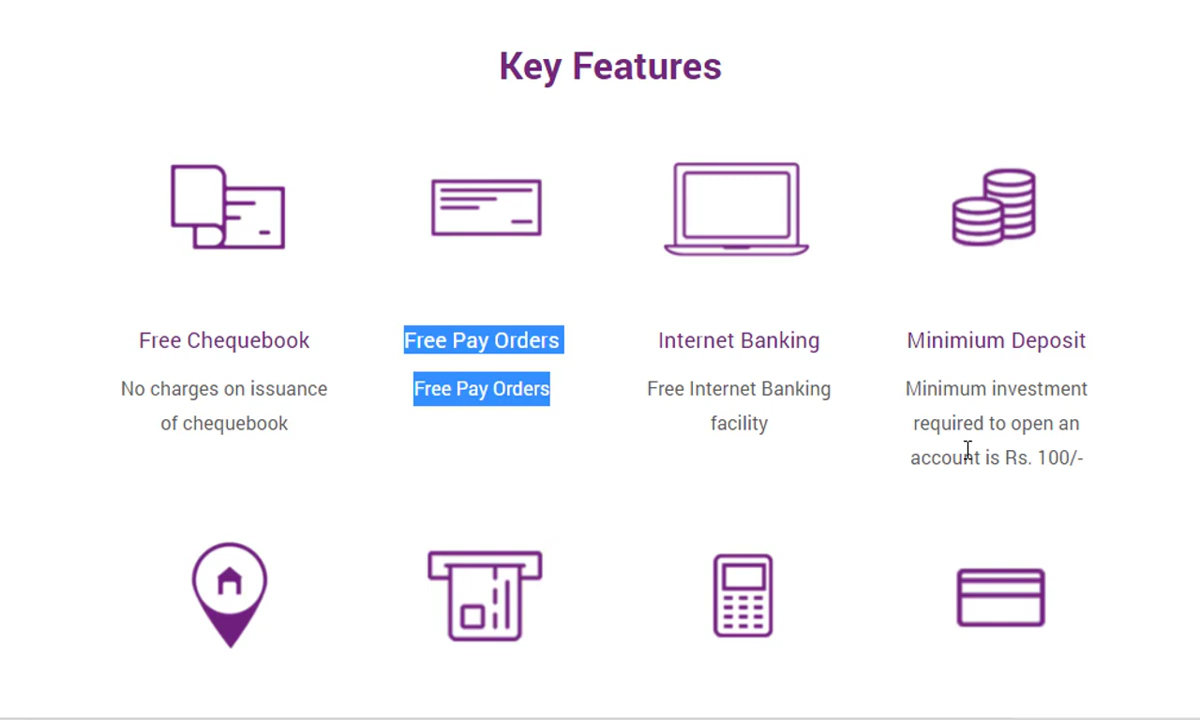 Key Features
Free Chequebook
No charges on issuance
of chequebook
Free Pay Orders
Free Pay Orders
Internet Banking
Free Internet Banking
facility
Minimium Deposit
Minimum investment
required to open an
account is Rs. 100/-